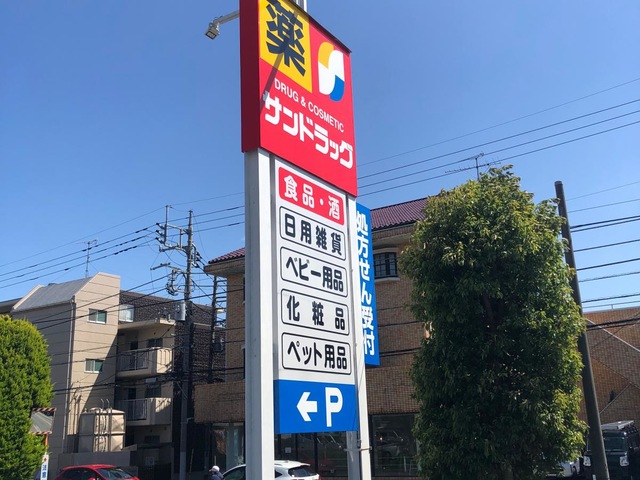 薬
DRUG & COSMETIC
サンドラッグ
食品・酒
日用雑貨
ベビー用品
化粧品
ペット用品
P
処方せん受付